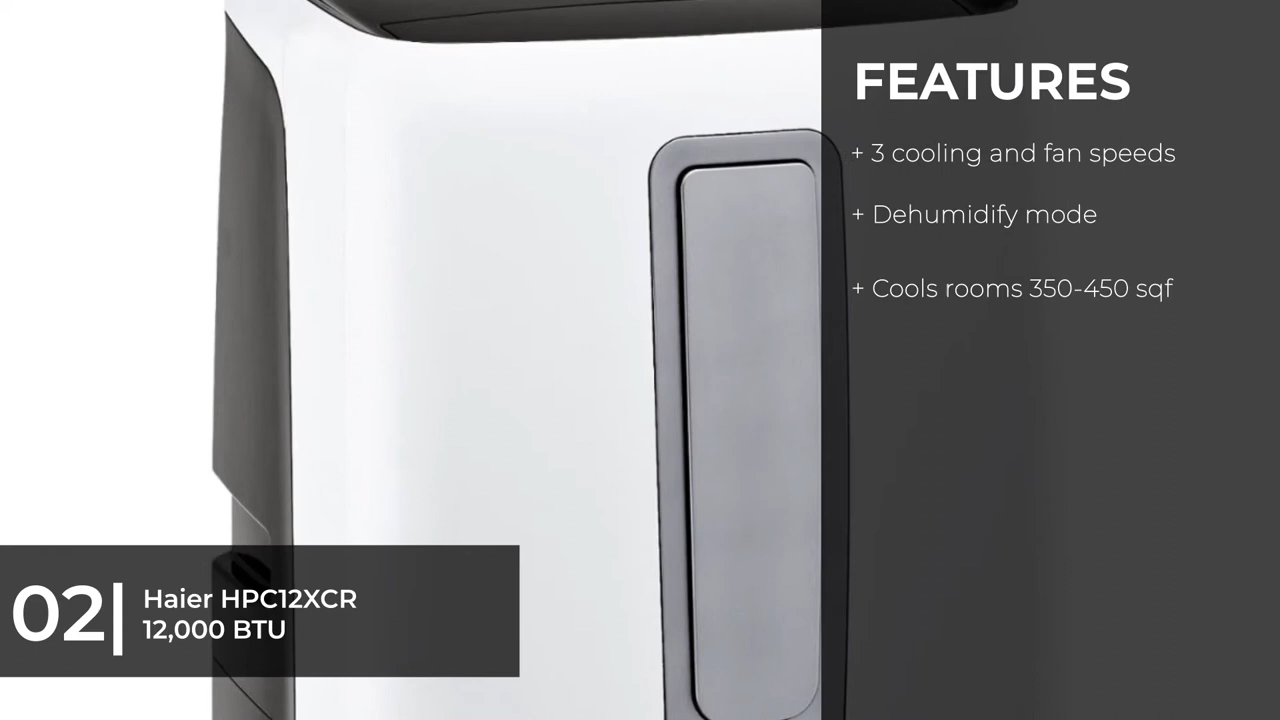 FEATURES
+ 3 cooling and fan speeds
+ Dehumidify mode
+ Cools rooms 350-450 sqf
02
Haier HPC12XCR
12,000 BTU